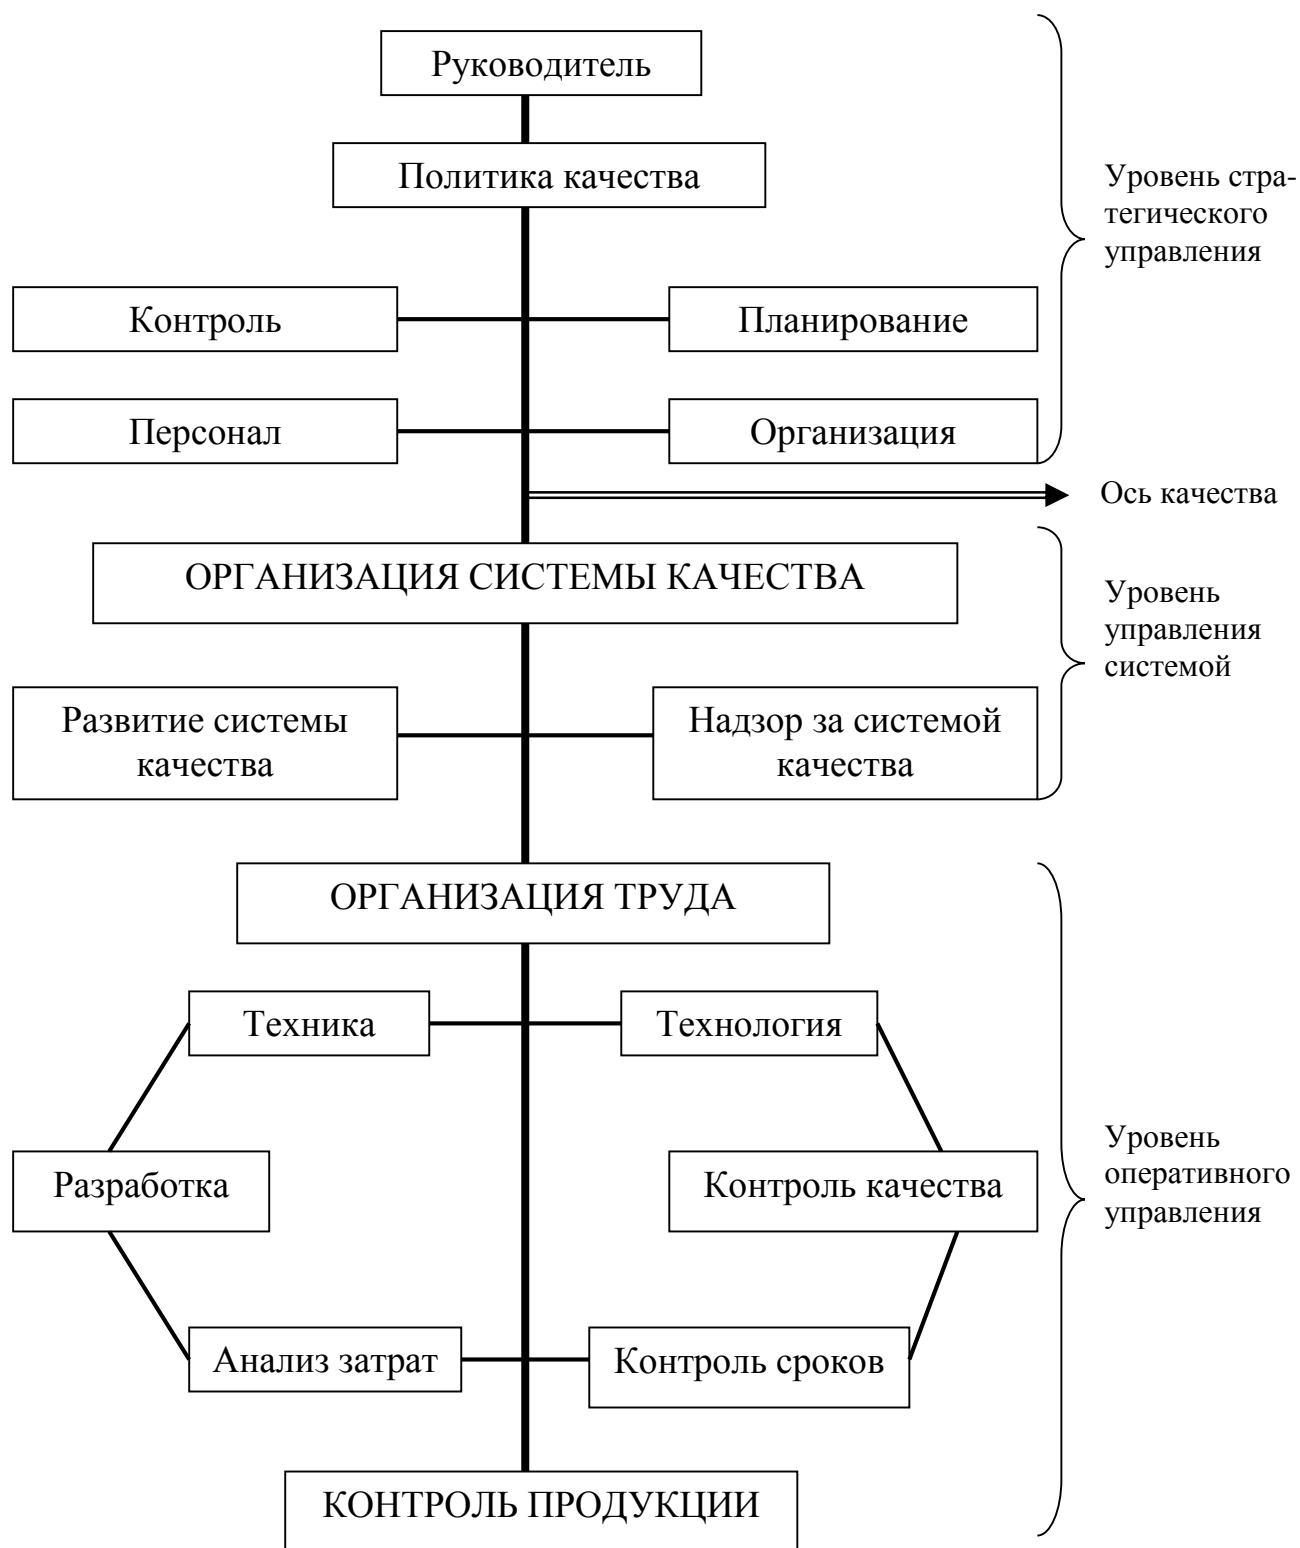 Руководитель
Политика качества
Уровень стра-
тегического
управления
Контроль
Планирование
Персонал
Организация
Ось качества
ОРГАНИЗАЦИЯ СИСТЕМЫ КАЧЕСТВА
Уровень
управления
системой
Развитие системы
качества
Надзор за системой
качества
ОРГАНИЗАЦИЯ ТРУДА
Техника
Технология
Разработка
Контроль качества
Уровень
оперативного
управления
Анализ затрат
Контроль сроков
КОНТРОЛЬ ПРОДУКЦИИ